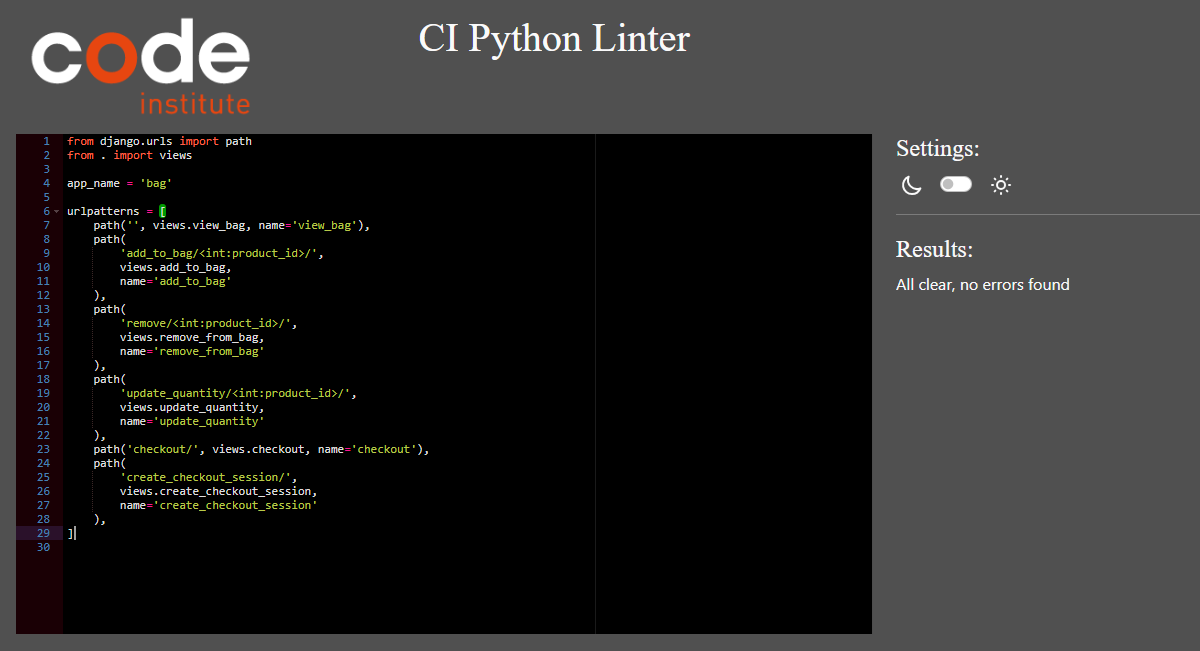 code
institute
CI Python Linter
1 from django.urls import path
2 from . import views
3
4 app_name = 'bag'
5
6 urlpatterns = [
7     path('', views.view_bag, name='view_bag'),
8     path(
9         'add_to_bag/<int:product_id>/',
10         views.add_to_bag,
11         name='add_to_bag'
12     ),
13     path(
14         'remove/<int:product_id>/',
15         views.remove_from_bag,
16         name='remove_from_bag'
17     ),
18     path(
19         'update_quantity/<int:product_id>/',
20         views.update_quantity,
21         name='update_quantity'
22     ),
23     path('checkout/', views.checkout, name='checkout'),
24     path(
25         'create_checkout_session/',
26         views.create_checkout_session,
27         name='create_checkout_session'
28     ),
29 ]
30
Settings:
Results:
All clear, no errors found